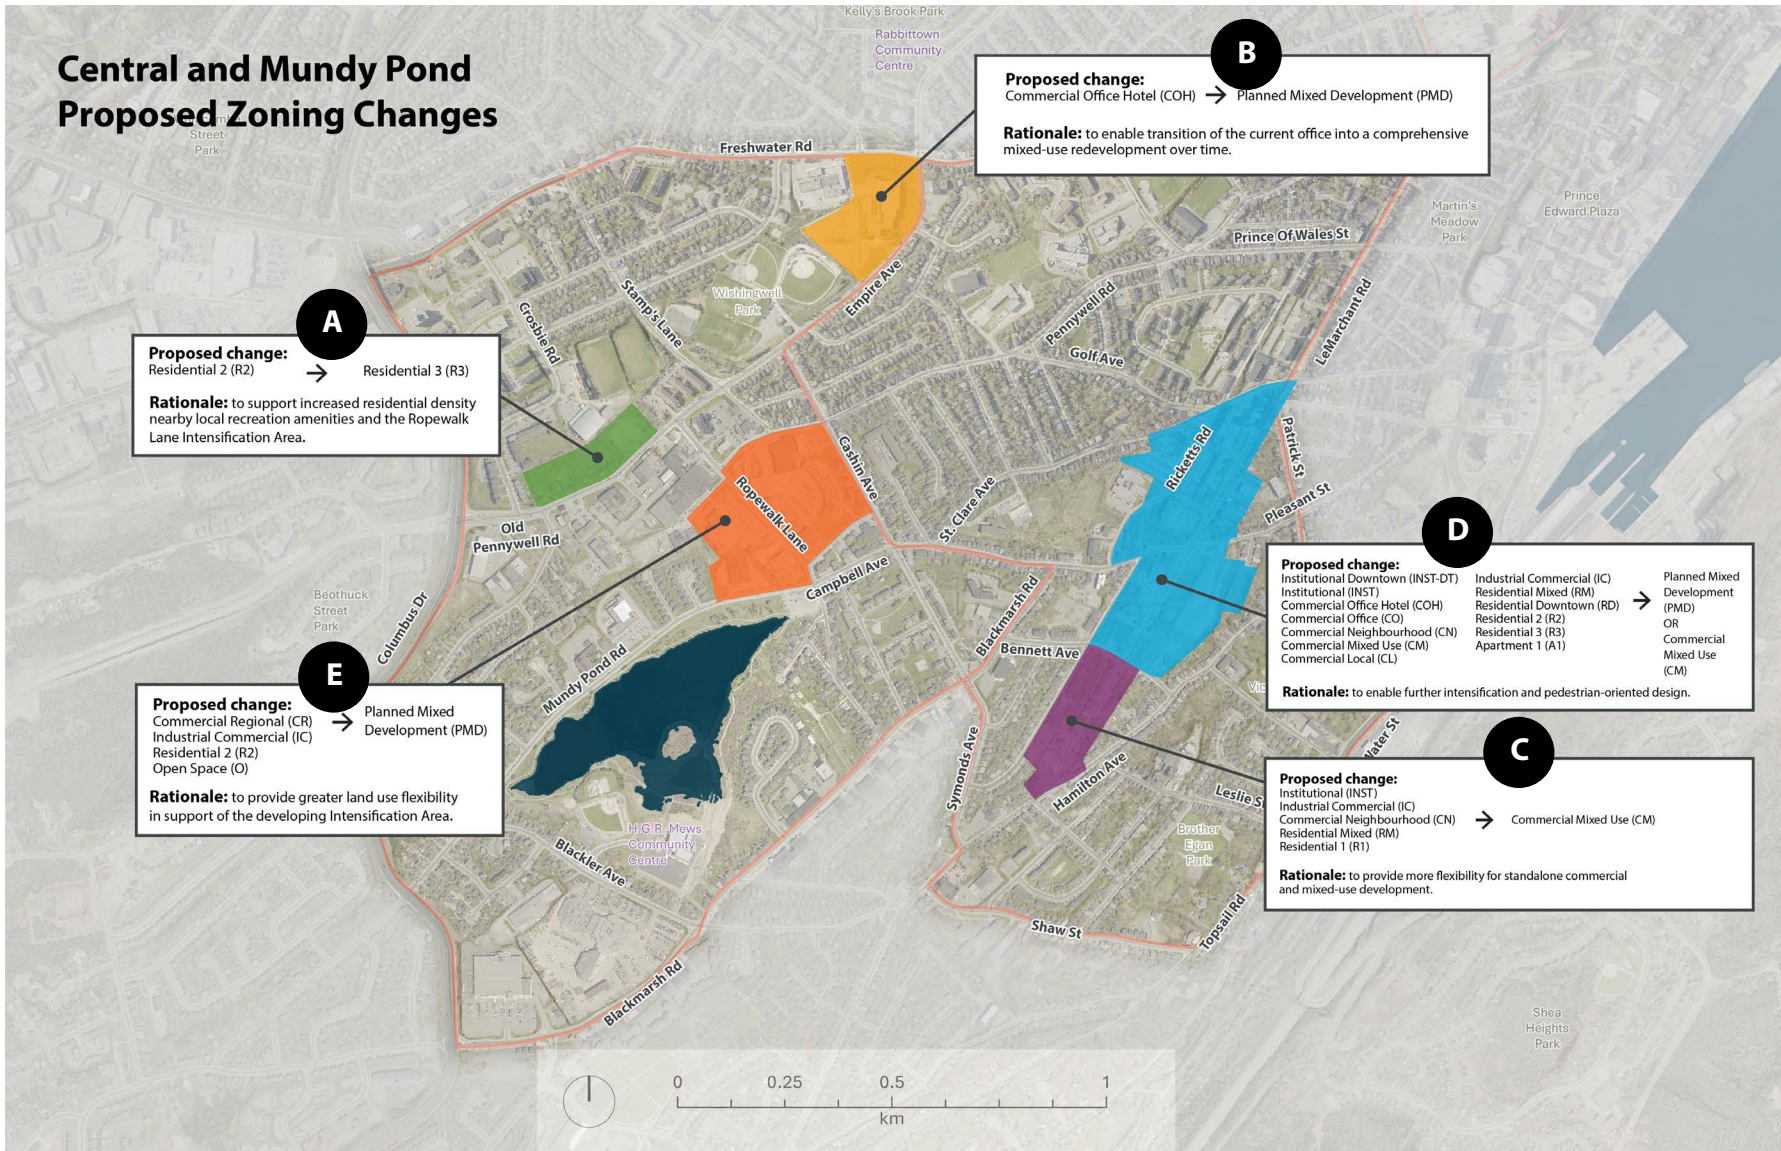 Central and Mundy Pond
Proposed Zoning Changes
Kelly's Brook Park
Rabbittown
Community
Centre
Street
Park
B
Proposed change:
Commercial Office Hotel (COH) → Planned Mixed Development (PMD)
Rationale: to enable transition of the current office into a comprehensive
mixed-use redevelopment over time.
Freshwater Rd
Prince
Edward Plaza
Martin's
Meadow
Park
Prince Of Wales St
Empire Ave
Stamp's Lane
Wishingwell
Park
Crosbie Rd
Pennywell Rd
LeMarchant Rd
Golf Ave
A
Proposed change:
Residential 2 (R2) → Residential 3 (R3)
Rationale: to support increased residential density
nearby local recreation amenities and the Ropewalk
Lane Intensification Area.
Cashin Ave
Ricketts Rd
Patrick St
Ropewalk Lane
St. Clare Ave
Pleasant St
Old
Pennywell Rd
Campbell Ave
Beothuck
Street
Park
Columbus Dr
Blackmarsh Rd
Bennett Ave
Mundy Pond Rd
D
Proposed change:
Institutional Downtown (INST-DT)
Institutional (INST)
Commercial Office Hotel (COH)
Commercial Office (CO)
Commercial Neighbourhood (CN)
Commercial Mixed Use (CM)
Commercial Local (CL)
Industrial Commercial (IC)
Residential Mixed (RM)
Residential Downtown (RD)
Residential 2 (R2)
Residential 3 (R3)
Apartment 1 (A1)
→
Planned Mixed
Development
(PMD)
OR
Commercial
Mixed Use
(CM)
Rationale: to enable further intensification and pedestrian-oriented design.
E
Proposed change:
Commercial Regional (CR)
Industrial Commercial (IC)
Residential 2 (R2)
Open Space (O)
→
Planned Mixed
Development (PMD)
Rationale: to provide greater land use flexibility
in support of the developing Intensification Area.
Symonds Ave
Hamilton Ave
Leslie S
Water St
C
Proposed change:
Institutional (INST)
Industrial Commercial (IC)
Commercial Neighbourhood (CN)
Residential Mixed (RM)
Residential 1 (R1)
→
Commercial Mixed Use (CM)
Rationale: to provide more flexibility for standalone commercial
and mixed-use development.
H.G.R. Mews
Community
Centre
Blackler Ave
Brother
Egan
Park
Shaw St
Topsail Rd
Blackmarsh Rd
Shea
Heights
Park
0 0.25 0.5 1
km